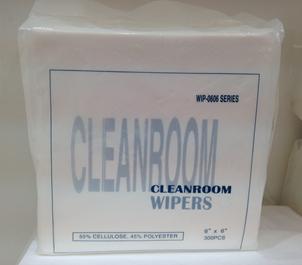 WIP-0606 SERIES
CLEANROOM
CLEANROOM
WIPERS
55% CELLULOSE, 45% POLYESTER
6" x 6"
300PCS